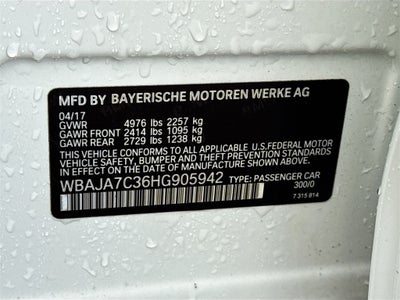 MFD BY BAYERISCHE MOTOREN WERKE AG
04/17
GVWR 4976 lbs 2257 kg
GAWR FRONT 2414 lbs 1095 kg
GAWR REAR 2729 lbs 1238 kg
THIS VEHICLE CONFORMS TO ALL APPLICABLE U.S.FEDERAL MOTOR
VEHICLE SAFETY, BUMPER, AND THEFT PREVENTION STANDARDS IN
EFFECT ON THE DATE OF MANUFACTURE SHOWN ABOVE.
WBAJA7C36HG905942 TYPE: PASSENGER CAR
300/0
7 315 814